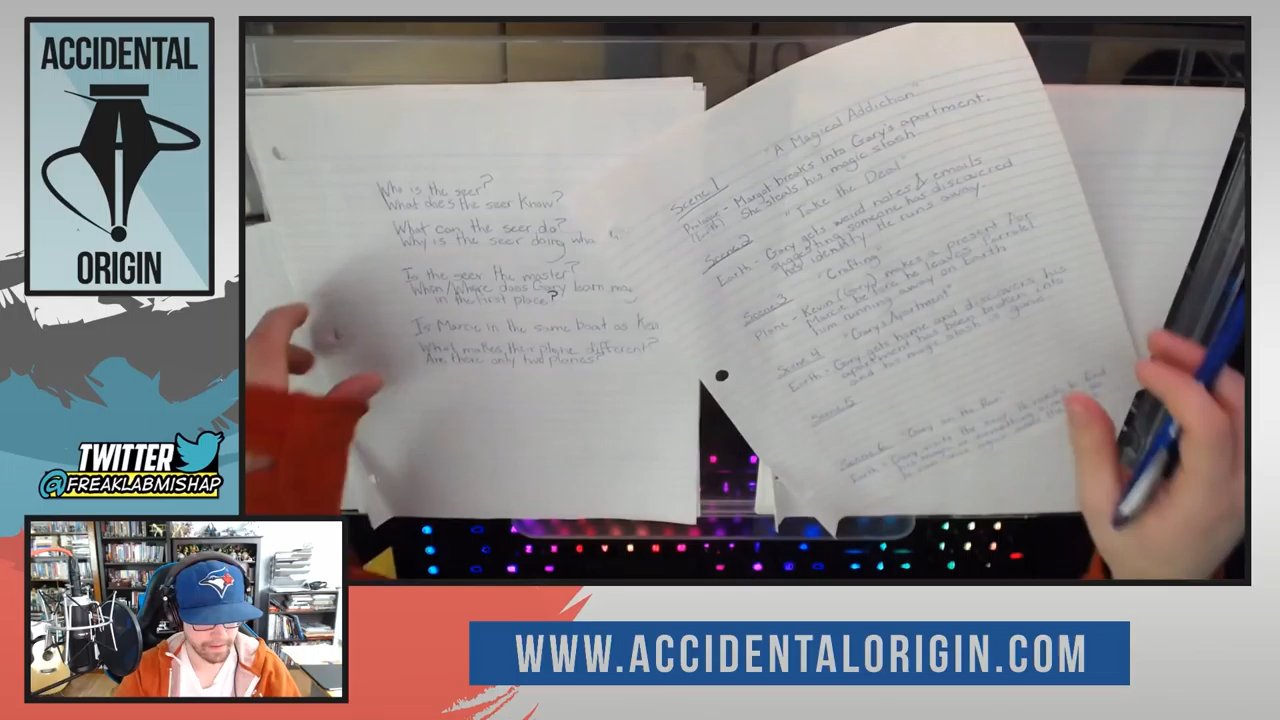 ACCIDENTAL
ORIGIN
TWITTER
@FREAKLABMISHAP
Who is the seer?
What does the seer know?
What can the seer do?
Why is the seer doing wha
Is the seer the master?
When/Where does Gary learn mag
in the first place?
Is Marcie in the same boat as Kev
What makes their plane different?
Are there only two planes?
"A Magical Addiction"
Scene 1
Prologue - Margot breaks into Gary's apartment.
She steals his magic stash
"Take the Deal"
Scene 2
Earth - Gary gets weird notes & emails
suggesting someone has discovered
his identity. He runs away.
"Crafting"
Scene 3
Plane - Kevin (Gary) makes a present for
Marcie before he leaves
him running away on Earth
"Gary's Apartment"
Scene 4
Earth - Gary gets home and discovers his
apartment has been broken into
and his magic stash is gone
Scene 5
Scene 6 "Gary on the Run"
Earth - Gary visits the
WWW.ACCIDENTALORIGIN.COM